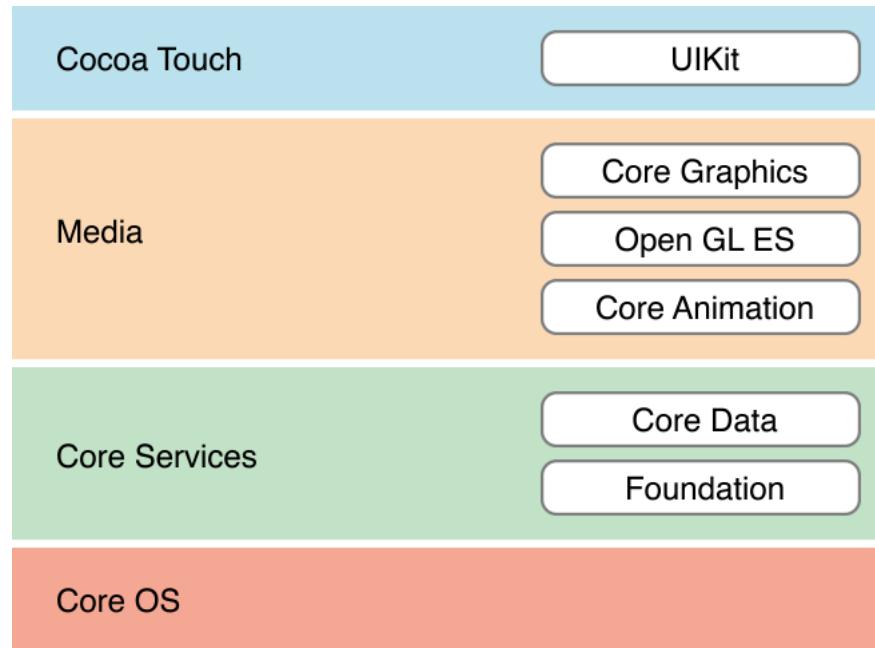 Cocoa Touch
UIKit
Media
Core Graphics
Open GL ES
Core Animation
Core Services
Core Data
Foundation
Core OS